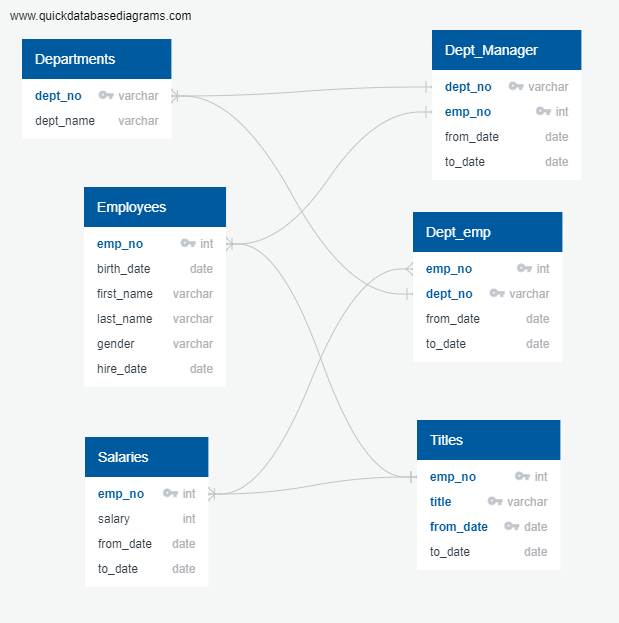 www.quickdatabasediagrams.com
Departments
dept_no varchar
dept_name varchar
Dept_Manager
dept_no varchar
emp_no int
from_date date
to_date date
Employees
emp_no int
birth_date date
first_name varchar
last_name varchar
gender varchar
hire_date date
Dept_emp
emp_no int
dept_no varchar
from_date date
to_date date
Salaries
emp_no int
salary int
from_date date
to_date date
Titles
emp_no int
title varchar
from_date date
to_date date